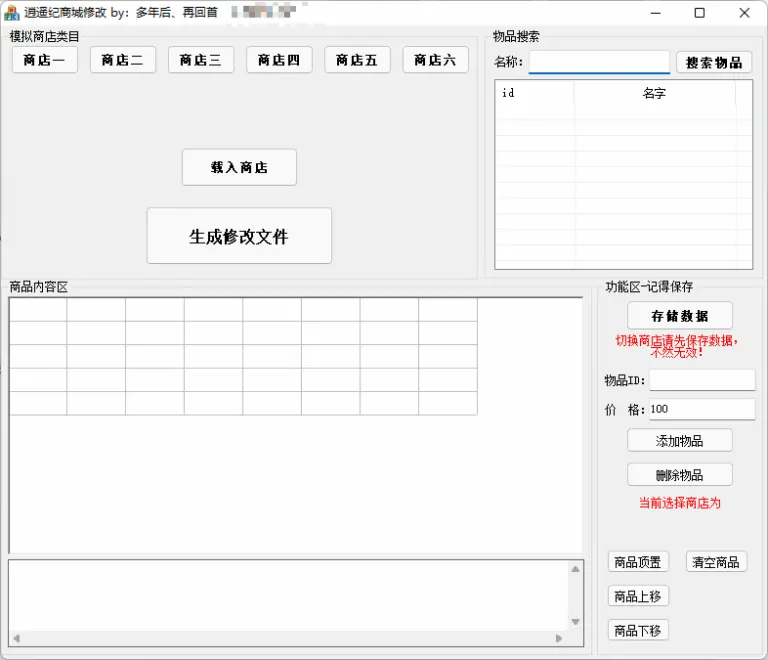 逍遥纪商城修改 by：多年后、再回首
模拟商店类目
商店一 商店二 商店三 商店四 商店五 商店六
载入商店
生成修改文件
物品搜索
名称： 搜索物品
id 名字
商品内容区
功能区-记得保存
存储数据
切换商店请先保存数据，
不然无效！
物品ID：
价 格： 100
添加物品
删除物品
当前选择商店为
商品顶置 清空商品
商品上移
商品下移